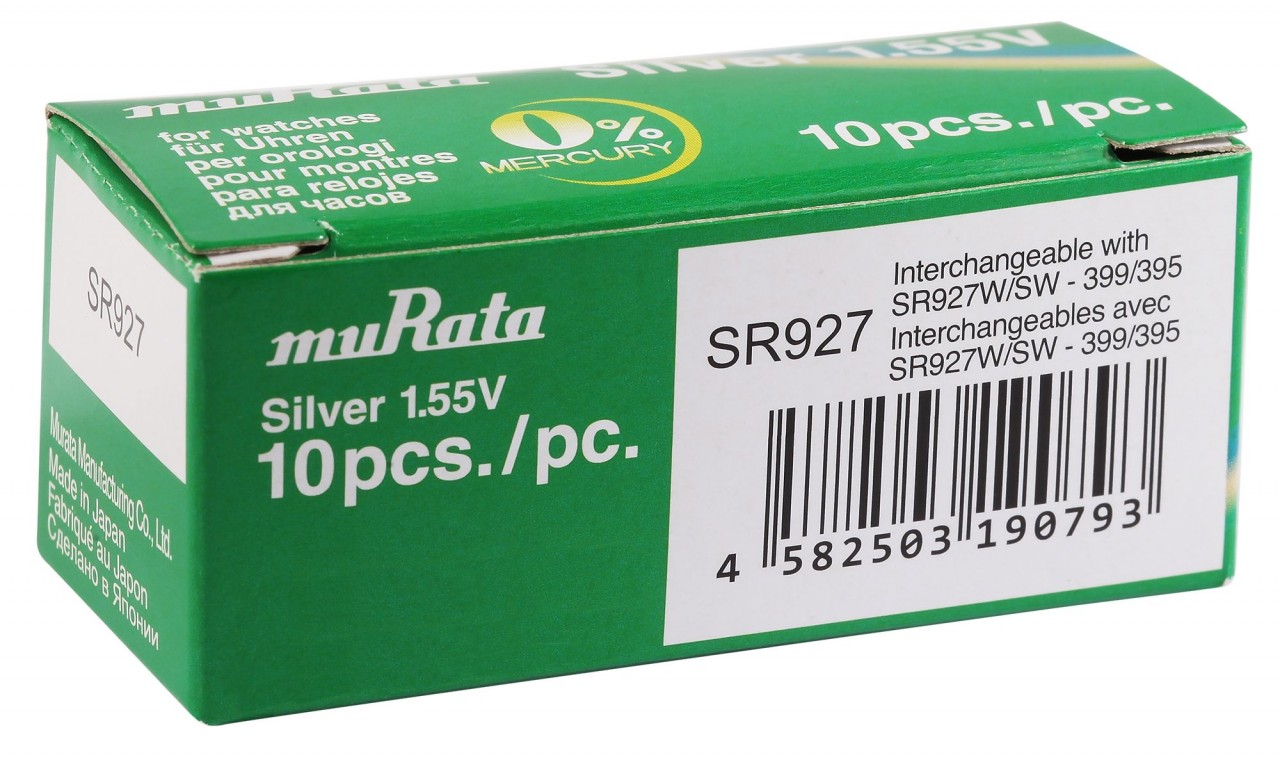 muRata
Silver 1.55V
for watches
für Uhren
per orologi
pour montres
para relojes
для часов
0%
MERCURY
10pcs./pc.
SR927
Murata Manufacturing Co., Ltd.
Made in Japan
Fabriqué au Japon
Сделано в Японии
muRata
Silver 1.55V
10pcs./pc.
SR927
Interchangeable with
SR927W/SW - 399/395
Interchangeables avec
SR927W/SW - 399/395
4 582503 190793